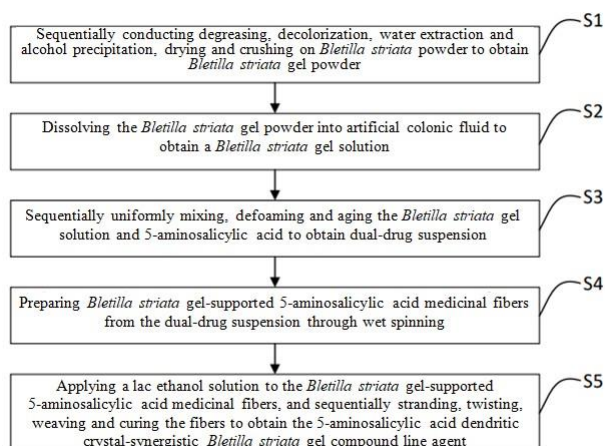 Sequentially conducting degreasing, decolorization, water extraction and
alcohol precipitation, drying and crushing on Bletilla striata powder to obtain
Bletilla striata gel powder
S1
Dissolving the Bletilla striata gel powder into artificial colonic fluid to
obtain a Bletilla striata gel solution
S2
Sequentially uniformly mixing, defoaming and aging the Bletilla striata gel
solution and 5-aminosalicylic acid to obtain dual-drug suspension
S3
Preparing Bletilla striata gel-supported 5-aminosalicylic acid medicinal fibers
from the dual-drug suspension through wet spinning
S4
Applying a lac ethanol solution to the Bletilla striata gel-supported
5-aminosalicylic acid medicinal fibers, and sequentially stranding, twisting,
weaving and curing the fibers to obtain the 5-aminosalicylic acid dendritic
crystal-synergistic Bletilla striata gel compound line agent
S5